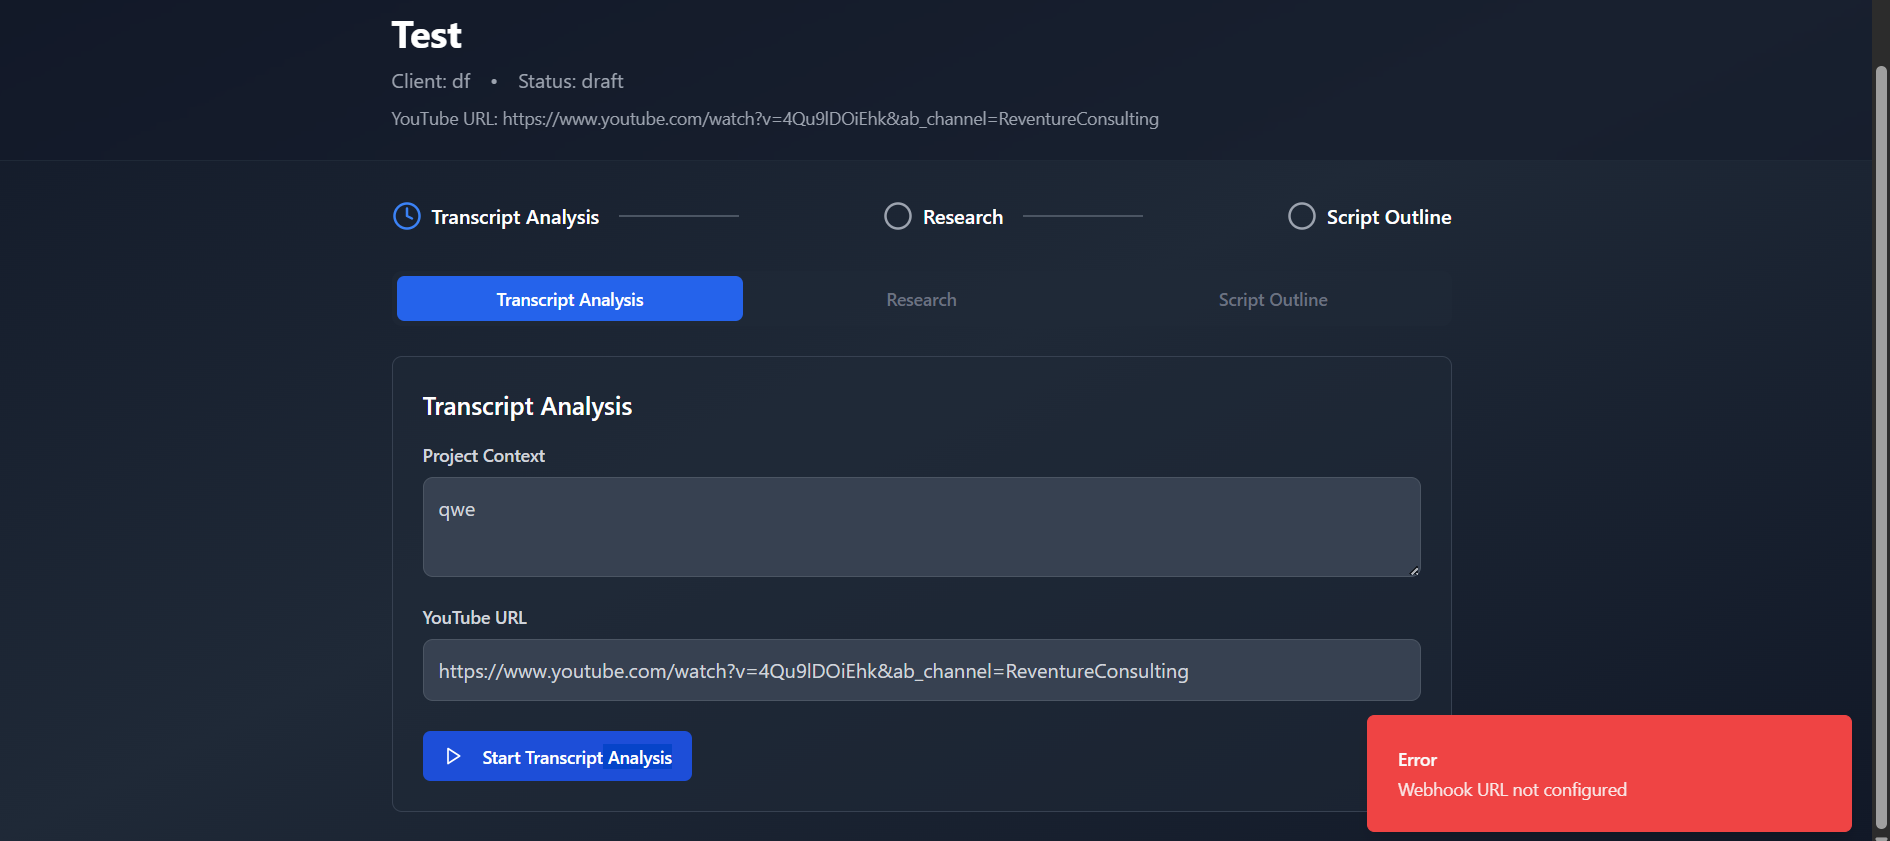 Test
Client: df • Status: draft
YouTube URL: https://www.youtube.com/watch?v=4Qu9lDOiEhk&ab_channel=ReventureConsulting
Transcript Analysis
Research
Script Outline
Transcript Analysis
Research
Script Outline
Transcript Analysis
Project Context
qwe
YouTube URL
https://www.youtube.com/watch?v=4Qu9lDOiEhk&ab_channel=ReventureConsulting
Start Transcript Analysis
Error
Webhook URL not configured